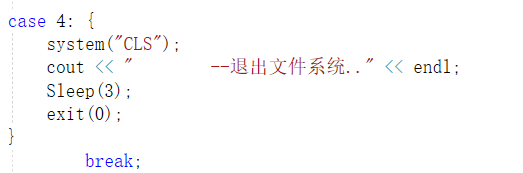 case 4: {
    system("CLS");
    cout << "        --退出文件系统.." << endl;
    Sleep(3);
    exit(0);
}
        break;